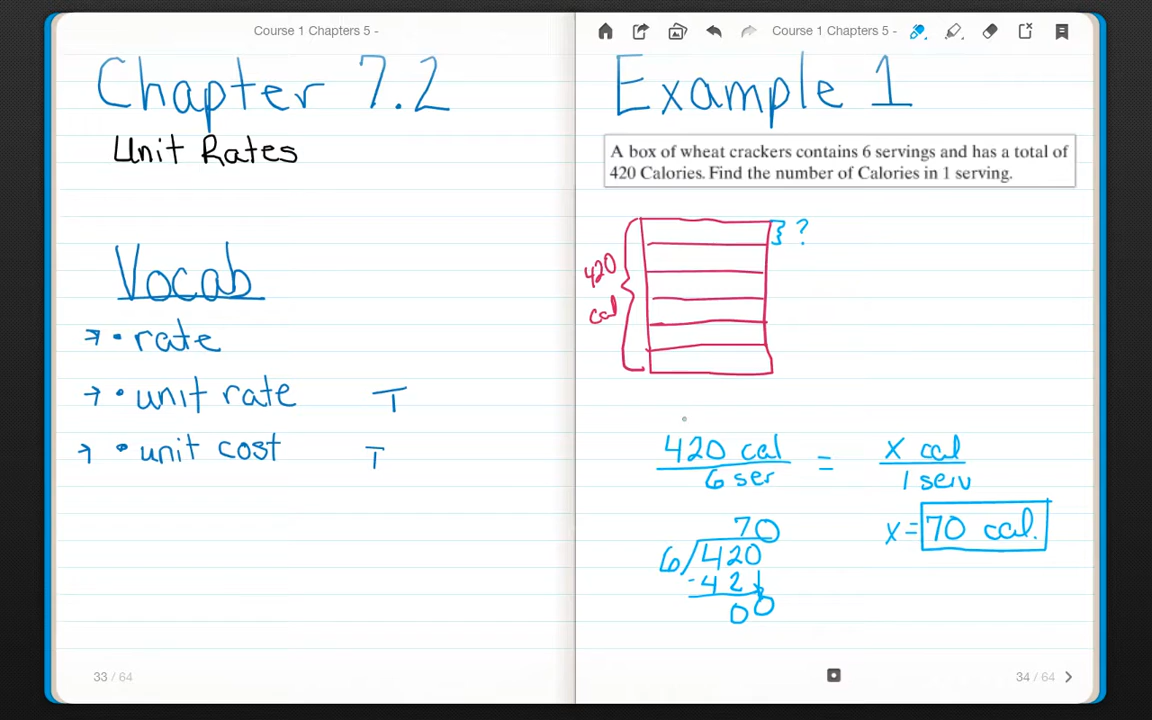 Course 1 Chapters 5 -
Chapter 7.2
Unit Rates
Vocab
→ • rate
→ • unit rate T
→ • unit cost T
33 / 64
Course 1 Chapters 5 -
Example 1
A box of wheat crackers contains 6 servings and has a total of
420 Calories. Find the number of Calories in 1 serving.
?
420
cal
420 cal = x cal
6 ser 1 serv
x = 70 cal.
70
6 420
- 42
00
34 / 64